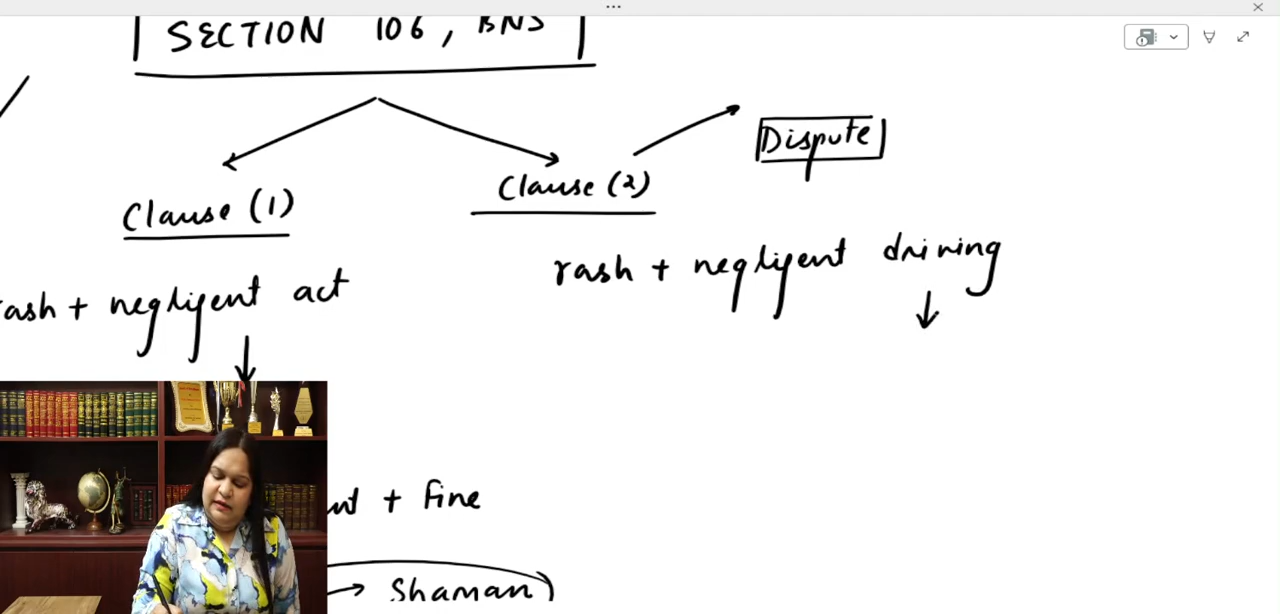 SECTION 106, BNS
Dispute
Clause (1)
Clause (2)
rash + negligent act
rash + negligent driving
+ Fine
→ Shaman)